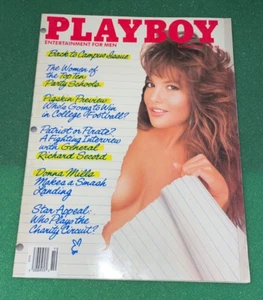 PLAYBOY
ENTERTAINMENT FOR MEN
Back to Campus Issue
The Women of
the Top Ten
Party Schools
Pigskin Preview
Who's Going to Win
in College Football?
Patriot or Pirate?
A Fighting Interview
with General
Richard Secord
Donna Mills
Makes a Smash
Landing
Star Appeal:
Who Plays the
Charity Circuit?